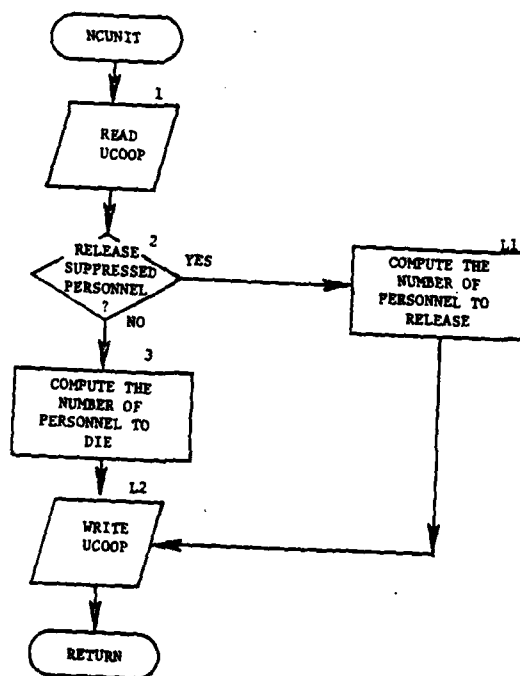 NCUNIT
1
READ
UCOOP
2
RELEASE
SUPPRESSED
PERSONNEL
?
YES
NO
L1
COMPUTE THE
NUMBER OF
PERSONNEL TO
RELEASE
3
COMPUTE THE
NUMBER OF
PERSONNEL TO
DIE
L2
WRITE
UCOOP
RETURN